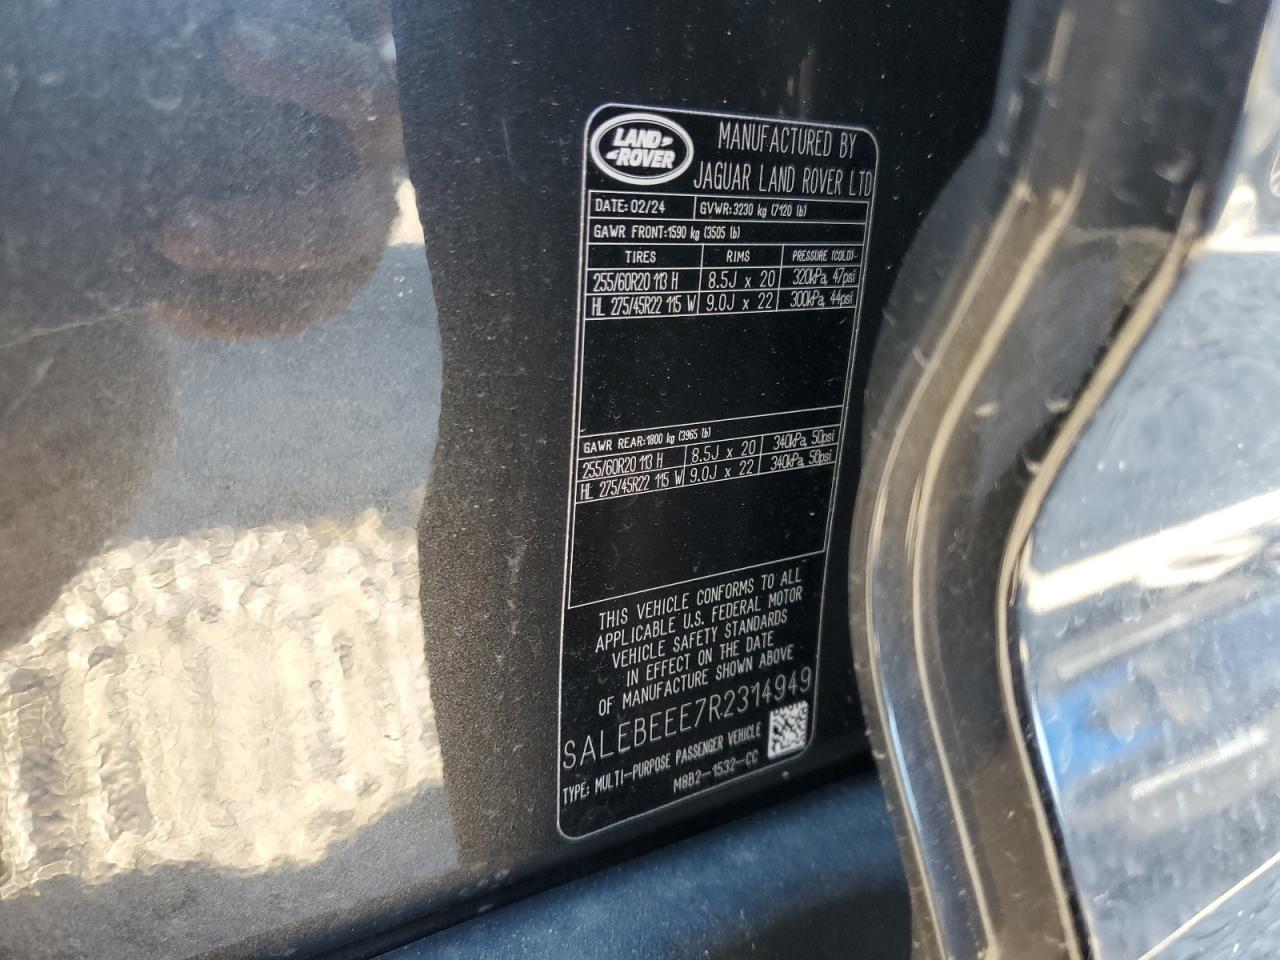 LAND
ROVER
MANUFACTURED BY
JAGUAR LAND ROVER LTD
DATE: 02/24 GVWR:3230 kg (7120 lb)
GAWR FRONT:1590 kg (3505 lb)
TIRES RIMS PRESSURE (COLD)
255/60R20 113 H 8.5J x 20 320kPa, 47psi
HL 275/45R22 115 W 9.0J x 22 300kPa, 44psi
GAWR REAR:1800 kg (3965 lb)
255/60R20 113 H 8.5J x 20 340kPa, 50psi
HL 275/45R22 115 W 9.0J x 22 340kPa, 50psi
THIS VEHICLE CONFORMS TO ALL
APPLICABLE U.S. FEDERAL MOTOR
VEHICLE SAFETY STANDARDS
IN EFFECT ON THE DATE
OF MANUFACTURE SHOWN ABOVE
SALEBEEE7R2314949
TYPE: MULTI-PURPOSE PASSENGER VEHICLE
M8B2-1532-CC